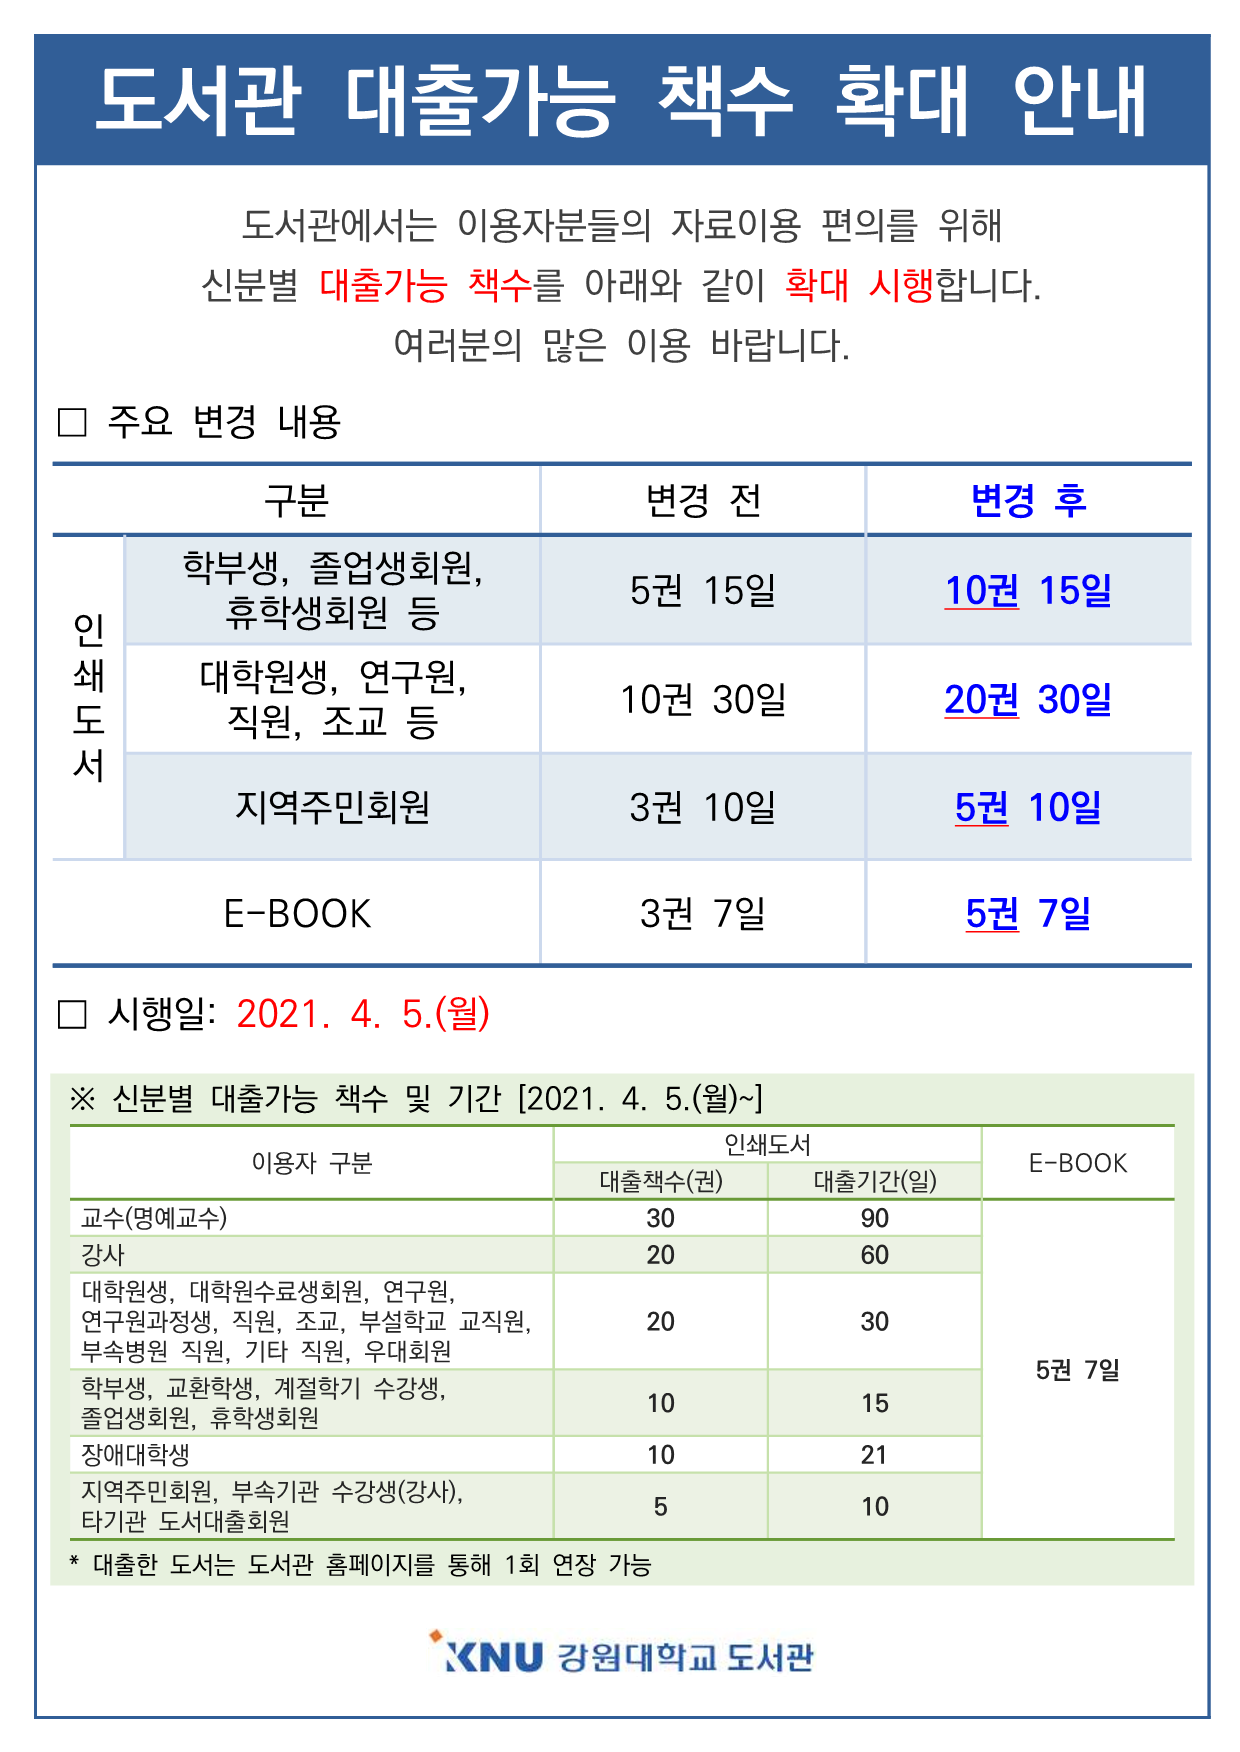 도서관 대출가능 책수 확대 안내
도서관에서는 이용자분들의 자료이용 편의를 위해
신분별 대출가능 책수를 아래와 같이 확대 시행합니다.
여러분의 많은 이용 바랍니다.
□ 주요 변경 내용
구분 변경 전 변경 후
인쇄도서
학부생, 졸업생회원,
휴학생회원 등
5권 15일 10권 15일
대학원생, 연구원,
직원, 조교 등
10권 30일 20권 30일
지역주민회원 3권 10일 5권 10일
E-BOOK 3권 7일 5권 7일
□ 시행일: 2021. 4. 5.(월)
※ 신분별 대출가능 책수 및 기간 [2021. 4. 5.(월)~]
이용자 구분 인쇄도서 E-BOOK
대출책수(권) 대출기간(일)
교수(명예교수) 30 90
강사 20 60
대학원생, 대학원수료생회원, 연구원,
연구원과정생, 직원, 조교, 부설학교 교직원,
부속병원 직원, 기타 직원, 우대회원
20 30
5권 7일
학부생, 교환학생, 계절학기 수강생,
졸업생회원, 휴학생회원
10 15
장애대학생 10 21
지역주민회원, 부속기관 수강생(강사),
타기관 도서대출회원
5 10
* 대출한 도서는 도서관 홈페이지를 통해 1회 연장 가능
KNU 강원대학교 도서관